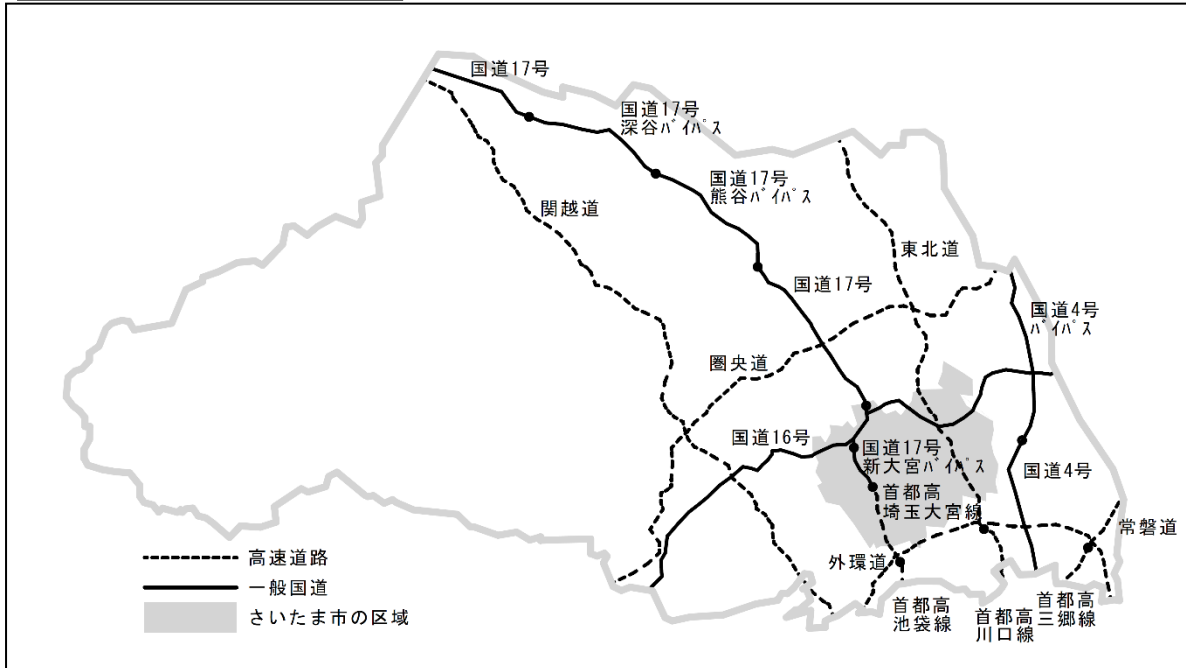 国道17号
国道17号
深谷ﾊﾞｲﾊﾟｽ
国道17号
熊谷ﾊﾞｲﾊﾟｽ
関越道
東北道
国道17号
国道4号
ﾊﾞｲﾊﾟｽ
圏央道
国道16号
国道17号
新大宮ﾊﾞｲﾊﾟｽ
国道4号
首都高
埼玉大宮線
常磐道
外環道
高速道路
一般国道
さいたま市の区域
首都高
池袋線
首都高
川口線
首都高
三郷線